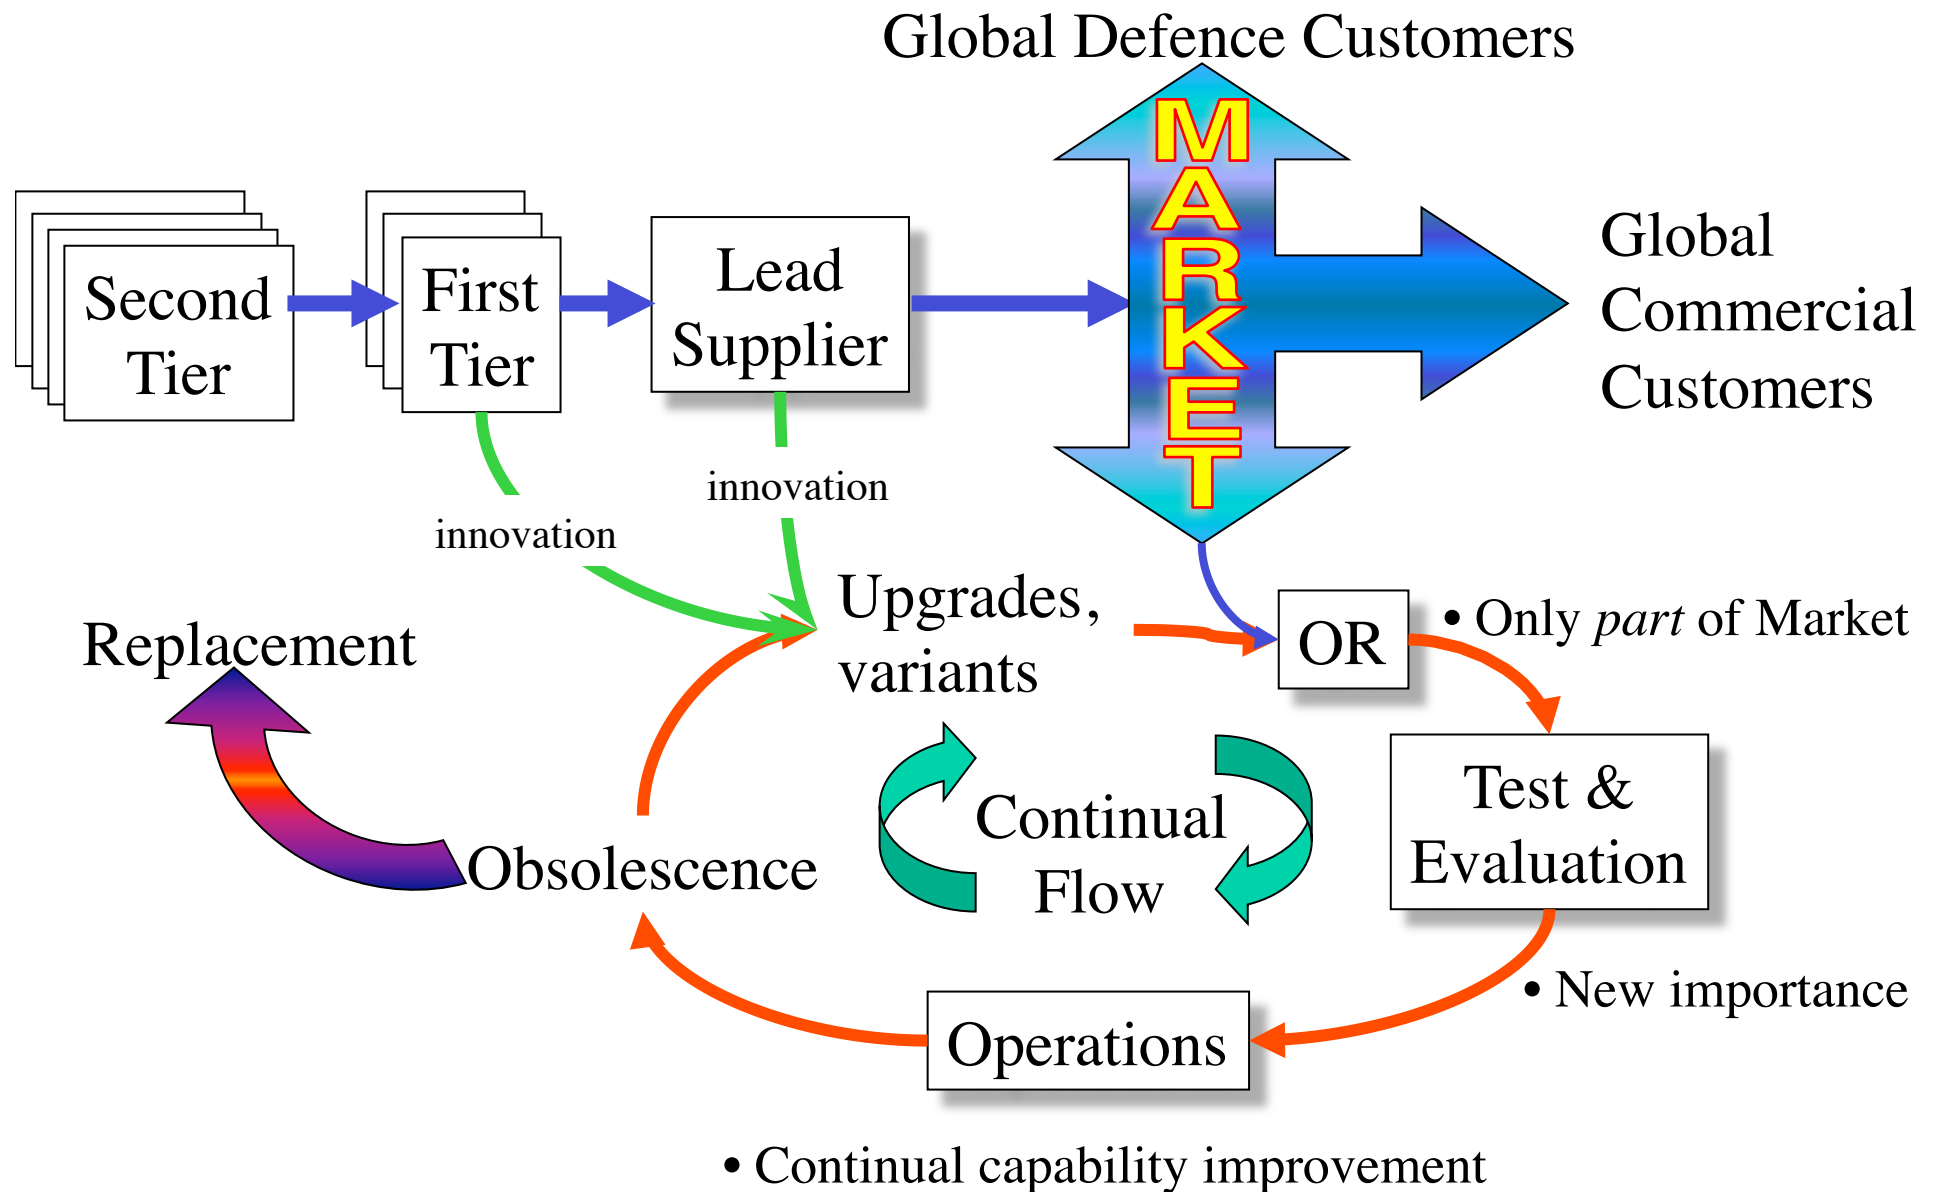 Global Defence Customers
MARKET
Second
Tier
First
Tier
Lead
Supplier
Global
Commercial
Customers
innovation
innovation
Upgrades,
variants
Replacement
OR
• Only part of Market
Test &
Evaluation
Continual
Flow
Obsolescence
• New importance
Operations
• Continual capability improvement